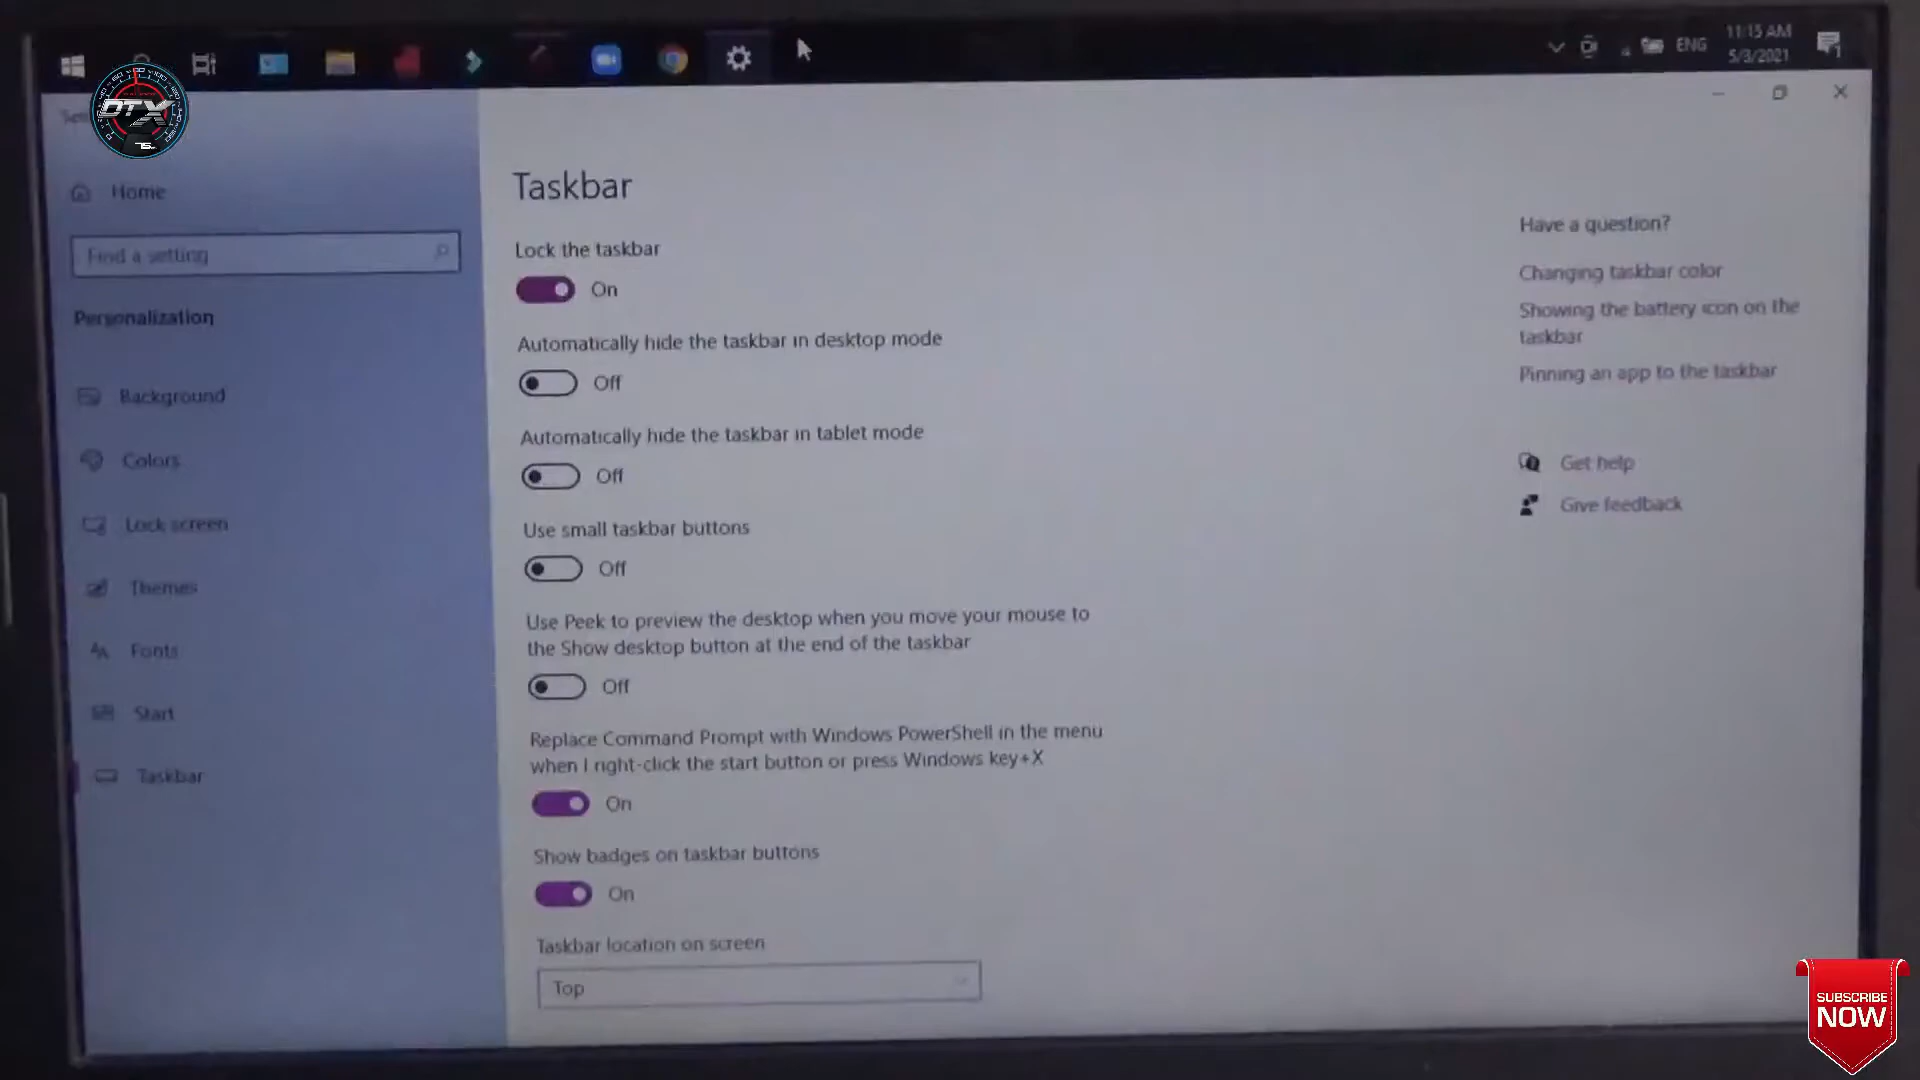 ENG
11:15 AM
5/3/2021
DTX
Home
Find a setting
Personalization
Background
Colors
Lock screen
Themes
Fonts
Start
Taskbar
Taskbar
Lock the taskbar
On
Automatically hide the taskbar in desktop mode
Off
Automatically hide the taskbar in tablet mode
Off
Use small taskbar buttons
Off
Use Peek to preview the desktop when you move your mouse to
the Show desktop button at the end of the taskbar
Off
Replace Command Prompt with Windows PowerShell in the menu
when I right-click the start button or press Windows key+X
On
Show badges on taskbar buttons
On
Taskbar location on screen
Top
Have a question?
Changing taskbar color
Showing the battery icon on the
taskbar
Pinning an app to the taskbar
Get help
Give feedback
SUBSCRIBE
NOW